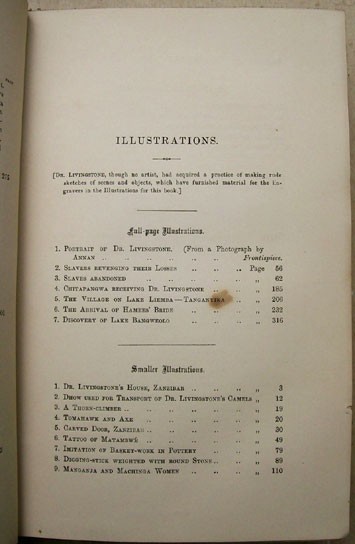 ILLUSTRATIONS.
[DR. LIVINGSTONE, though no artist, had acquired a practice of making rude
sketches of scenes and objects, which have furnished material for the En-
gravers in the Illustrations for this book.]
Full-page Illustrations.
1. PORTRAIT OF DR. LIVINGSTONE. (From a Photograph by
ANNAN .. .. .. .. .. .. Frontispiece.
2. SLAVERS REVENGING THEIR LOSSES .. .. .. Page 56
3. SLAVES ABANDONED .. .. .. .. .. „ 62
4. CHITAPANGWA RECEIVING DR. LIVINGSTONE .. .. .. „ 185
5. THE VILLAGE ON LAKE LIEMBA—TANGANYIKA .. .. „ 206
6. THE ARRIVAL OF HAMEES' BRIDE .. .. .. „ 232
7. DISCOVERY OF LAKE BANGWEOLO .. .. .. „ 316
Smaller Illustrations.
1. DR. LIVINGSTONE'S HOUSE, ZANZIBAR .. .. .. „ 3
2. DHOW USED FOR TRANSPORT OF DR. LIVINGSTONE'S CAMELS „ 12
3. A THORN-CLIMBER .. .. .. .. .. .. „ 19
4. TOMAHAWK AND AXE .. .. .. .. .. „ 20
5. CARVED DOOR, ZANZIBAR .. .. .. .. .. „ 30
6. TATTOO OF MATAMBWÉ .. .. .. .. .. „ 49
7. IMITATION OF BASKET-WORK IN POTTERY .. .. .. „ 79
8. DIGGING-STICK WEIGHTED WITH ROUND STONE .. .. .. „ 89
9. MANGANJA AND MACHINGA WOMEN .. .. .. .. „ 110